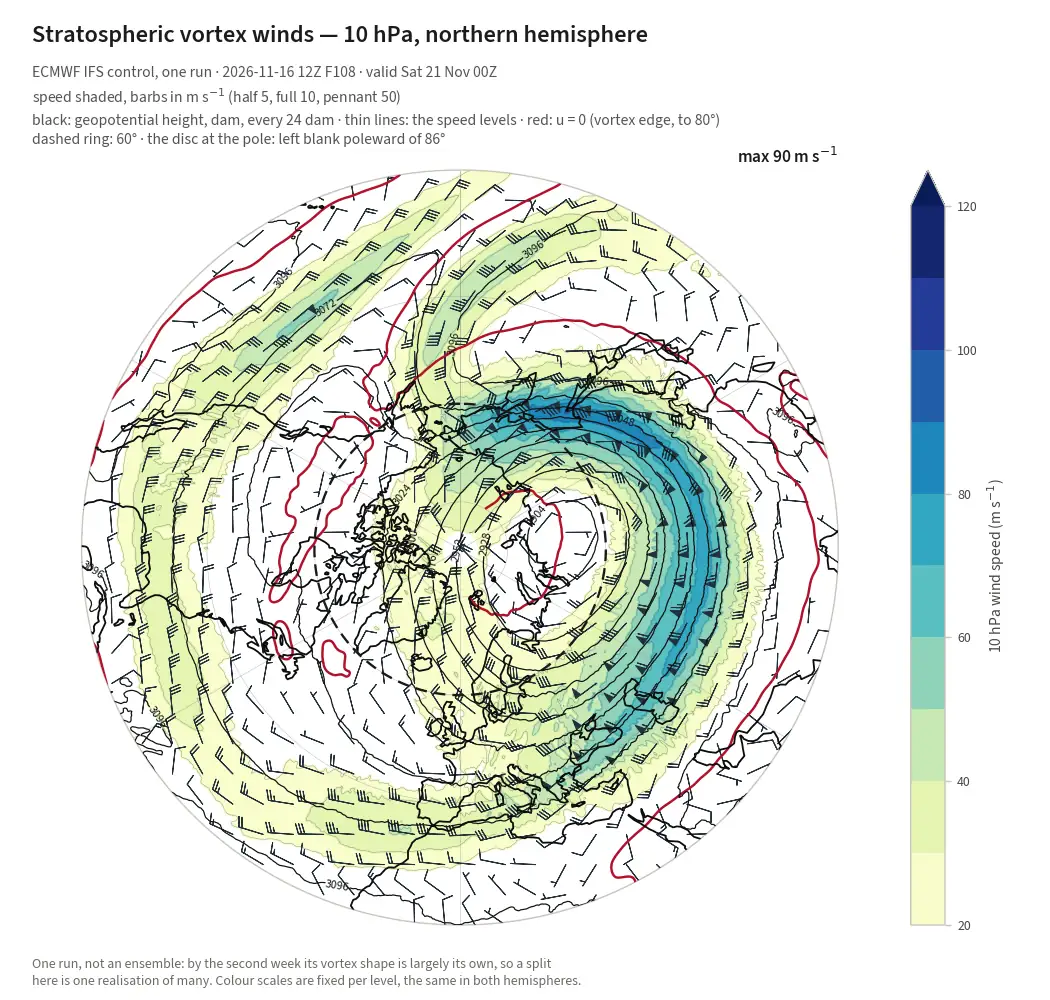 Stratospheric vortex winds — 10 hPa, northern hemisphere
ECMWF IFS control, one run · 2026-11-16 12Z F108 · valid Sat 21 Nov 00Z
speed shaded, barbs in m s⁻¹ (half 5, full 10, pennant 50)
black: geopotential height, dam, every 24 dam · thin lines: the speed levels · red: u = 0 (vortex edge, to 80°)
dashed ring: 60° · the disc at the pole: left blank poleward of 86°
max 90 m s⁻¹
120
100
80
60
40
20
10 hPa wind speed (m s⁻¹)
3096
3096
3072
3096
3096
3048
3096
3024
2928
3096
3096
3096
One run, not an ensemble: by the second week its vortex shape is largely its own, so a split
here is one realisation of many. Colour scales are fixed per level, the same in both hemispheres.